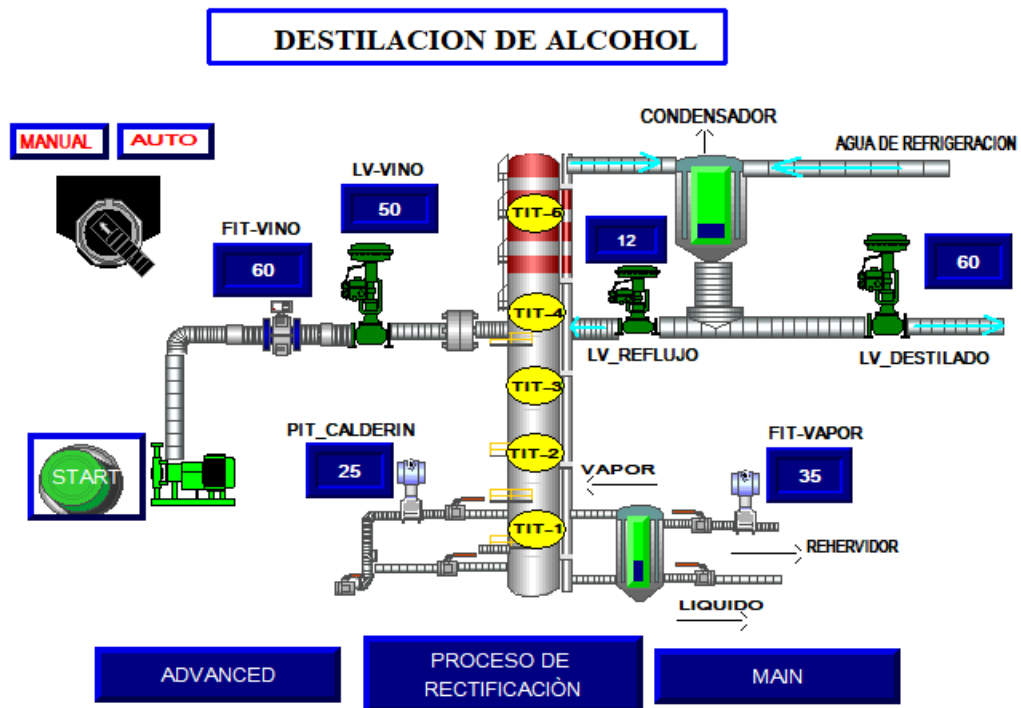 DESTILACION DE ALCOHOL
MANUAL
AUTO
CONDENSADOR
AGUA DE REFRIGERACION
LV-VINO
50
FIT-VINO
60
TIT-5
12
60
TIT-4
LV_REFLUJO
LV_DESTILADO
TIT-3
PIT_CALDERIN
25
TIT-2
VAPOR
FIT-VAPOR
35
START
TIT-1
REHERVIDOR
LIQUIDO
ADVANCED
PROCESO DE
RECTIFICACIÒN
MAIN